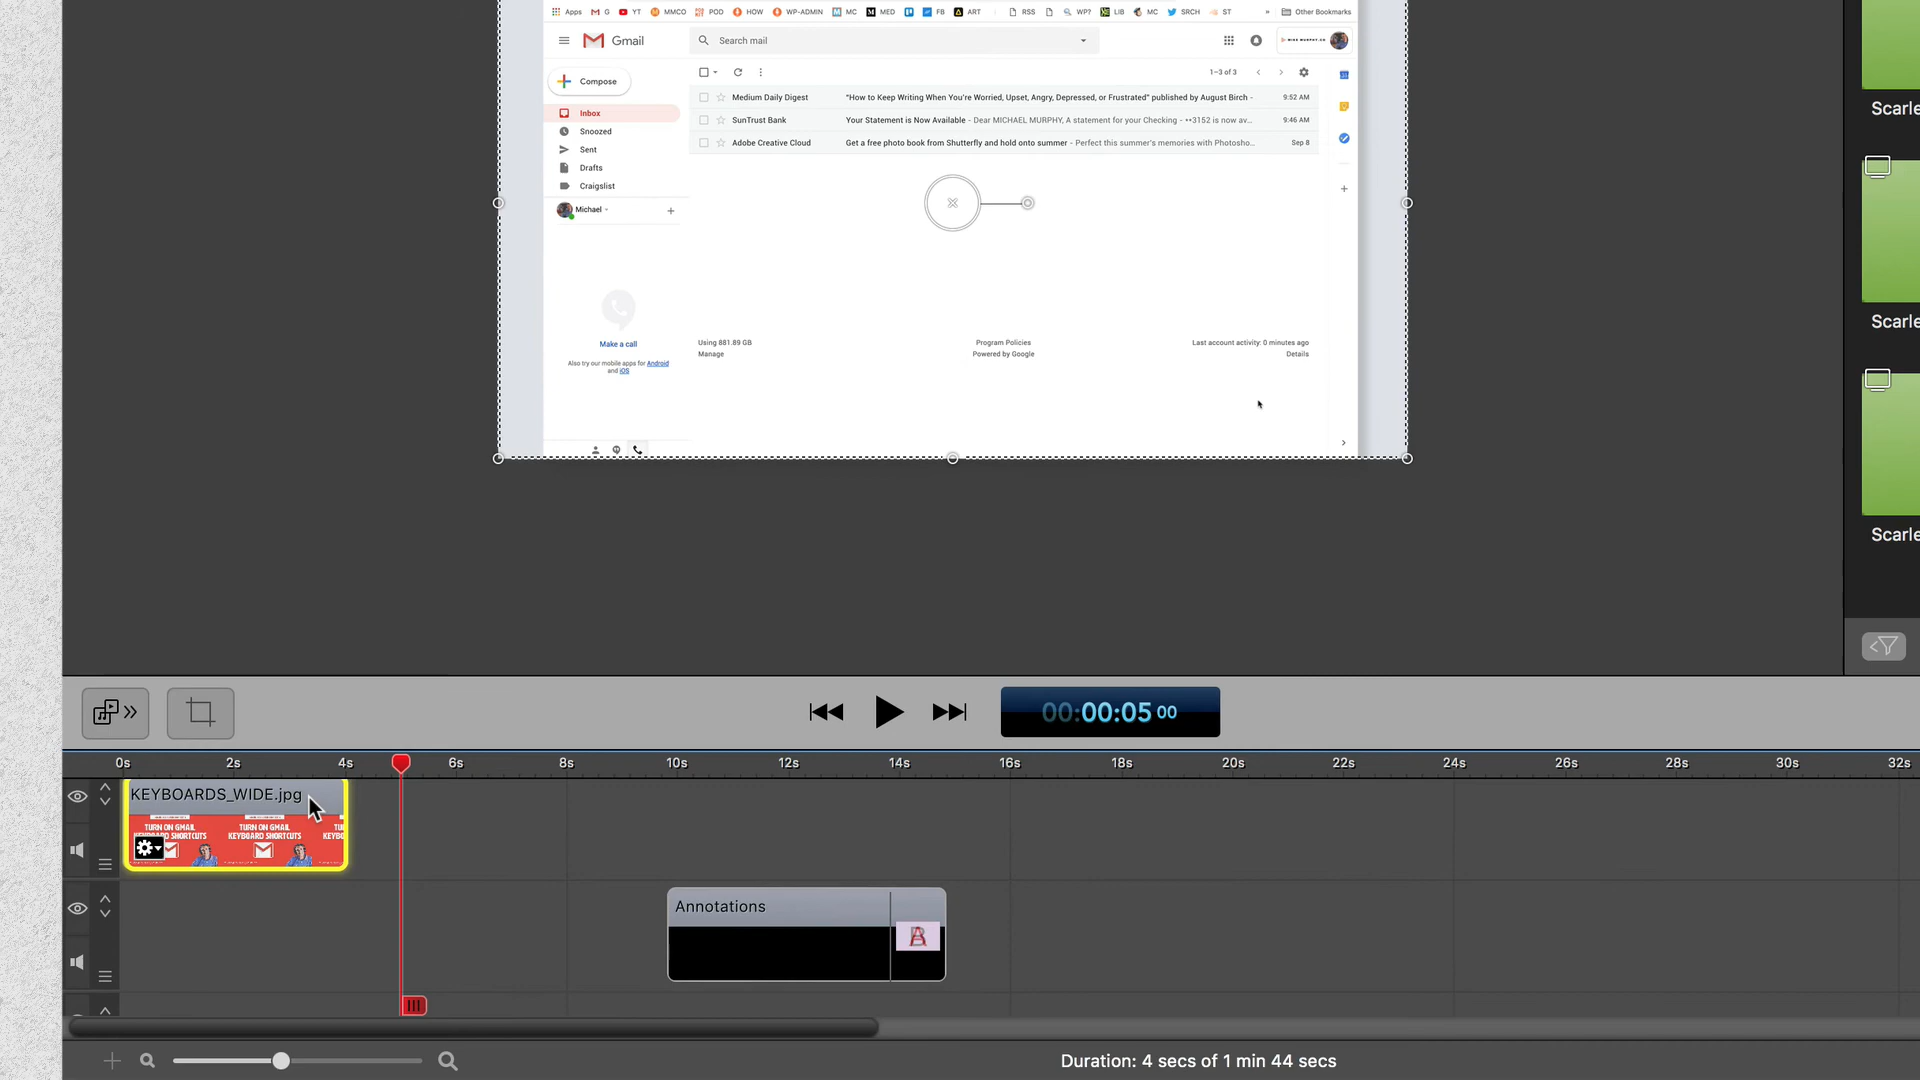 Apps G YT MMCO POD HOW WP-ADMIN MC MED FB ART RSS WP? LIB MC SRCH ST » Other Bookmarks
Gmail Search mail
Compose 1–3 of 3
Medium Daily Digest "How to Keep Writing When You're Worried, Upset, Angry, Depressed, or Frustrated" published by August Birch - 9:52 AM
SunTrust Bank Your Statement is Now Available - Dear MICHAEL MURPHY, A statement for your Checking - ••3152 is now av... 9:46 AM
Adobe Creative Cloud Get a free photo book from Shutterfly and hold onto summer - Perfect this summer's memories with Photosho... Sep 8
Inbox
Snoozed
Sent
Drafts
Craigslist
Michael
Make a call
Also try our mobile apps for Android
and iOS
Using 881.89 GB
Manage
Program Policies
Powered by Google
Last account activity: 0 minutes ago
Details
Scarle
Scarle
Scarle
00:00:05 00
0s 2s 4s 6s 8s 10s 12s 14s 16s 18s 20s 22s 24s 26s 28s 30s 32s
KEYBOARDS_WIDE.jpg
TURN ON GMAIL
KEYBOARD SHORTCUTS
TURN ON GMAIL
KEYBOARD SHORTCUTS
Annotations
Duration: 4 secs of 1 min 44 secs